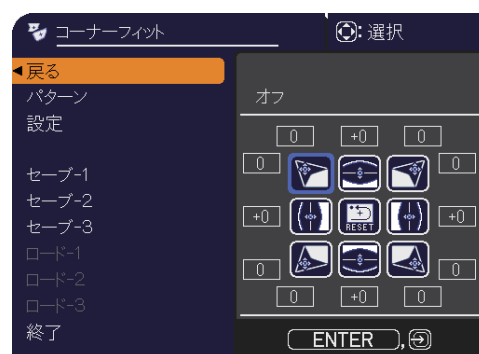 コーナーフィット
: 選択
戻る
パターン
オフ
設定
0 +0 0
0 0
セーブ-1
セーブ-2
+0 RESET +0
セーブ-3
ロード-1
0 0
ロード-2
0 +0 0
ロード-3
終了
ENTER ,